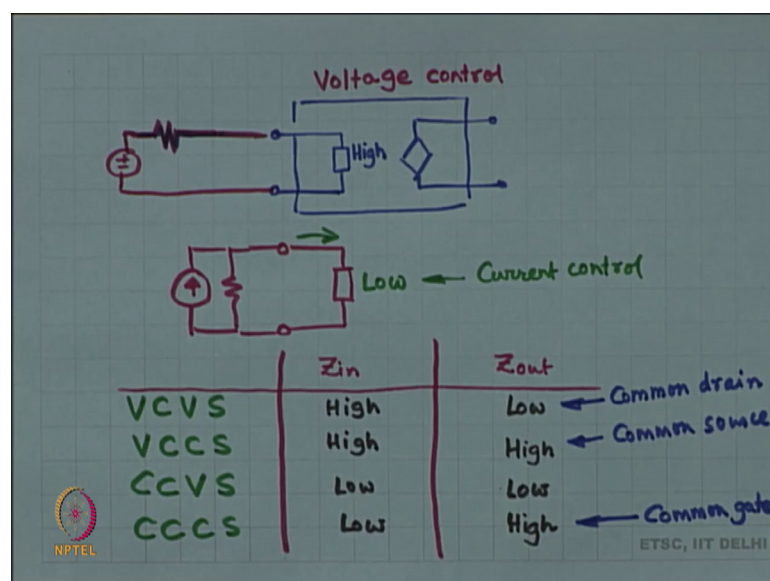 Voltage control
High
Low ← Current control
Zin Zout
VCVS High Low ← Common drain
VCCS High High ← Common source
CCVS Low Low
CCCS Low High ← Common gate
NPTEL
ETSC, IIT DELHI